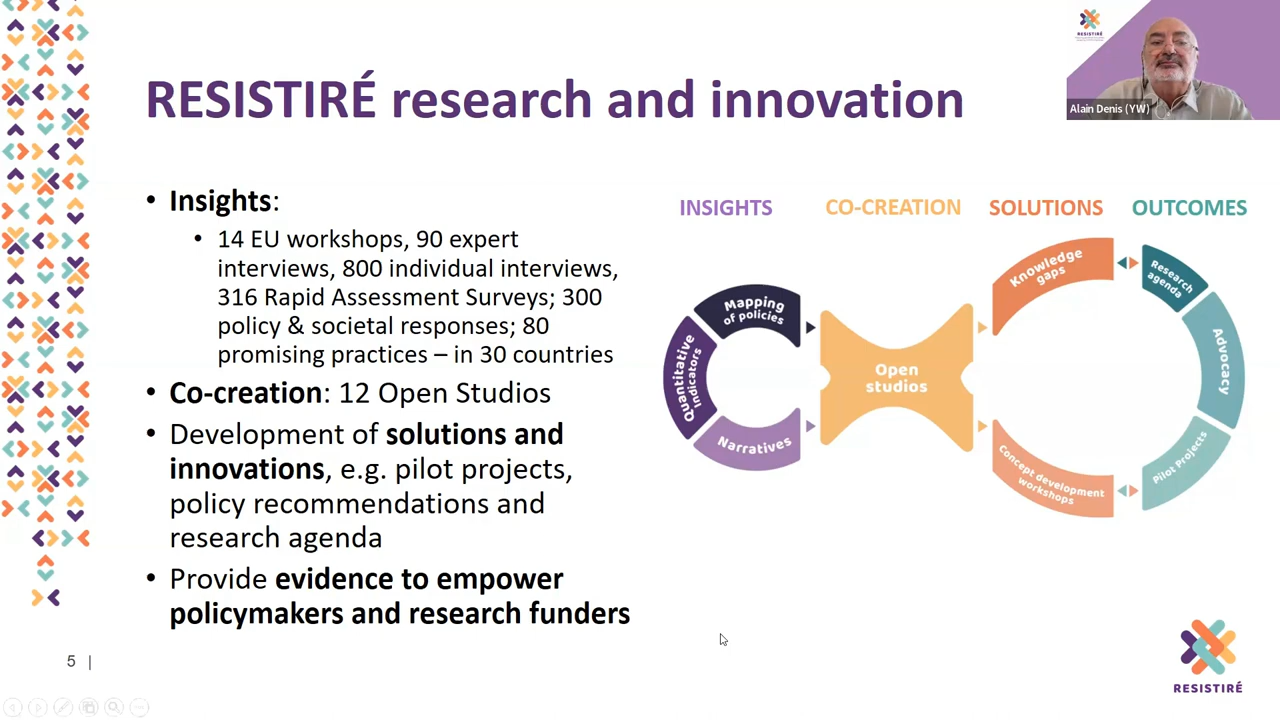 RESISTIRÉ research and innovation
RESISTIRÉ
Alain Denis (YW)
• Insights:
• 14 EU workshops, 90 expert
interviews, 800 individual interviews,
316 Rapid Assessment Surveys; 300
policy & societal responses; 80
promising practices – in 30 countries
• Co-creation: 12 Open Studios
• Development of solutions and
innovations, e.g. pilot projects,
policy recommendations and
research agenda
• Provide evidence to empower
policymakers and research funders
INSIGHTS
CO-CREATION
SOLUTIONS
OUTCOMES
Mapping
of policies
Quantitative
Indicators
Narratives
Open
studios
Knowledge
gaps
Concept development
workshops
Research
agenda
Advocacy
Pilot Projects
5 |
RESISTIRÉ